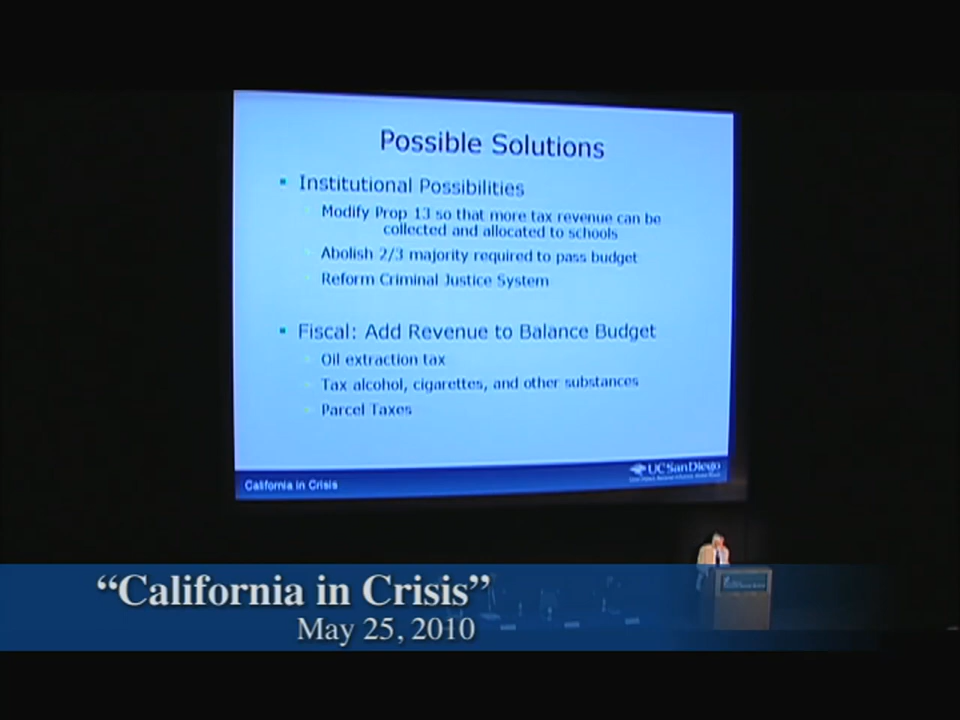 Possible Solutions
Institutional Possibilities
Modify Prop 13 so that more tax revenue can be
collected and allocated to schools
Abolish 2/3 majority required to pass budget
Reform Criminal Justice System
Fiscal: Add Revenue to Balance Budget
Oil extraction tax
Tax alcohol, cigarettes, and other substances
Parcel Taxes
California in Crisis
UC San Diego
“California in Crisis”
May 25, 2010